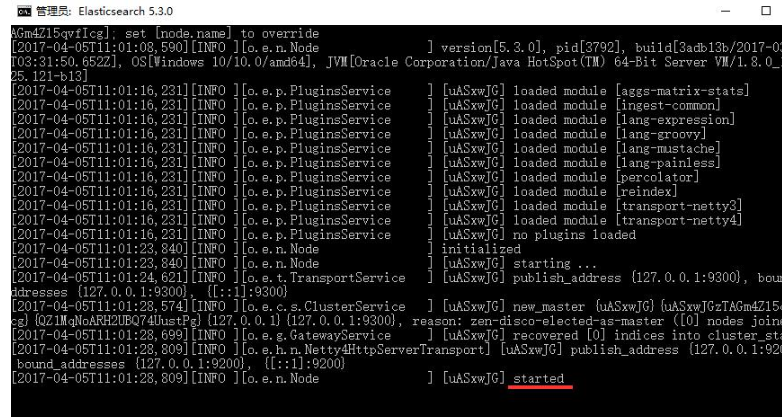 管理员: Elasticsearch 5.3.0
AGm4Z15qvfIcg]; set [node.name] to override
[2017-04-05T11:01:08,590][INFO ][o.e.n.Node               ] version[5.3.0], pid[3792], build[3adb13b/2017-03
T03:31:50.652Z], OS[Windows 10/10.0/amd64], JVM[Oracle Corporation/Java HotSpot(TM) 64-Bit Server VM/1.8.0_
25.121-b13]
[2017-04-05T11:01:16,231][INFO ][o.e.p.PluginsService     ] [uASxwJG] loaded module [aggs-matrix-stats]
[2017-04-05T11:01:16,231][INFO ][o.e.p.PluginsService     ] [uASxwJG] loaded module [ingest-common]
[2017-04-05T11:01:16,231][INFO ][o.e.p.PluginsService     ] [uASxwJG] loaded module [lang-expression]
[2017-04-05T11:01:16,231][INFO ][o.e.p.PluginsService     ] [uASxwJG] loaded module [lang-groovy]
[2017-04-05T11:01:16,231][INFO ][o.e.p.PluginsService     ] [uASxwJG] loaded module [lang-mustache]
[2017-04-05T11:01:16,231][INFO ][o.e.p.PluginsService     ] [uASxwJG] loaded module [lang-painless]
[2017-04-05T11:01:16,231][INFO ][o.e.p.PluginsService     ] [uASxwJG] loaded module [percolator]
[2017-04-05T11:01:16,231][INFO ][o.e.p.PluginsService     ] [uASxwJG] loaded module [reindex]
[2017-04-05T11:01:16,231][INFO ][o.e.p.PluginsService     ] [uASxwJG] loaded module [transport-netty3]
[2017-04-05T11:01:16,231][INFO ][o.e.p.PluginsService     ] [uASxwJG] loaded module [transport-netty4]
[2017-04-05T11:01:16,231][INFO ][o.e.p.PluginsService     ] [uASxwJG] no plugins loaded
[2017-04-05T11:01:23,840][INFO ][o.e.n.Node               ] initialized
[2017-04-05T11:01:23,840][INFO ][o.e.n.Node               ] [uASxwJG] starting ...
[2017-04-05T11:01:24,621][INFO ][o.e.t.TransportService   ] [uASxwJG] publish_address {127.0.0.1:9300}, boun
ddresses {127.0.0.1:9300}, {[::1]:9300}
[2017-04-05T11:01:28,574][INFO ][o.e.c.s.ClusterService   ] [uASxwJG] new_master {uASxwJG}{uASxwJGzTAGm4Z15
cg}{QZ1MqNoARH2UBQ74UustPg}{127.0.0.1}{127.0.0.1:9300}, reason: zen-disco-elected-as-master ([0] nodes join
[2017-04-05T11:01:28,699][INFO ][o.e.g.GatewayService     ] [uASxwJG] recovered [0] indices into cluster_sta
[2017-04-05T11:01:28,809][INFO ][o.e.h.n.Netty4HttpServerTransport] [uASxwJG] publish_address {127.0.0.1:920
 bound_addresses {127.0.0.1:9200}, {[::1]:9200}
[2017-04-05T11:01:28,809][INFO ][o.e.n.Node               ] [uASxwJG] started